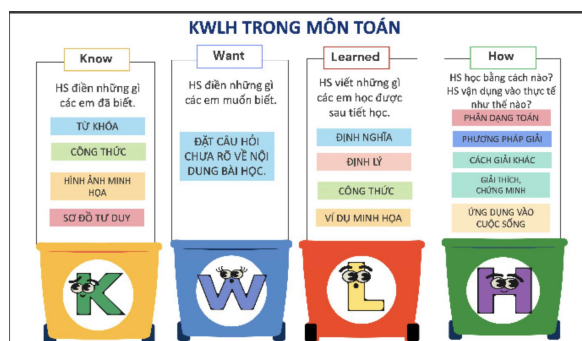 KWLH TRONG MÔN TOÁN
Know
HS điền những gì
các em đã biết.
TỪ KHÓA
CÔNG THỨC
HÌNH ẢNH MINH
HỌA
SƠ ĐỒ TƯ DUY
K
Want
HS điền những gì
các em muốn biết.
ĐẶT CÂU HỎI
CHƯA RÕ VỀ NỘI
DUNG BÀI HỌC.
W
Learned
HS viết những gì
các em học được
sau tiết học.
ĐỊNH NGHĨA
ĐỊNH LÝ
CÔNG THỨC
VÍ DỤ MINH HỌA
L
How
HS học bằng cách nào?
HS vận dụng vào thực tế
như thế nào?
PHÂN DẠNG TOÁN
PHƯƠNG PHÁP GIẢI
CÁCH GIẢI KHÁC
GIẢI THÍCH,
CHỨNG MINH
ỨNG DỤNG VÀO
CUỘC SỐNG
H